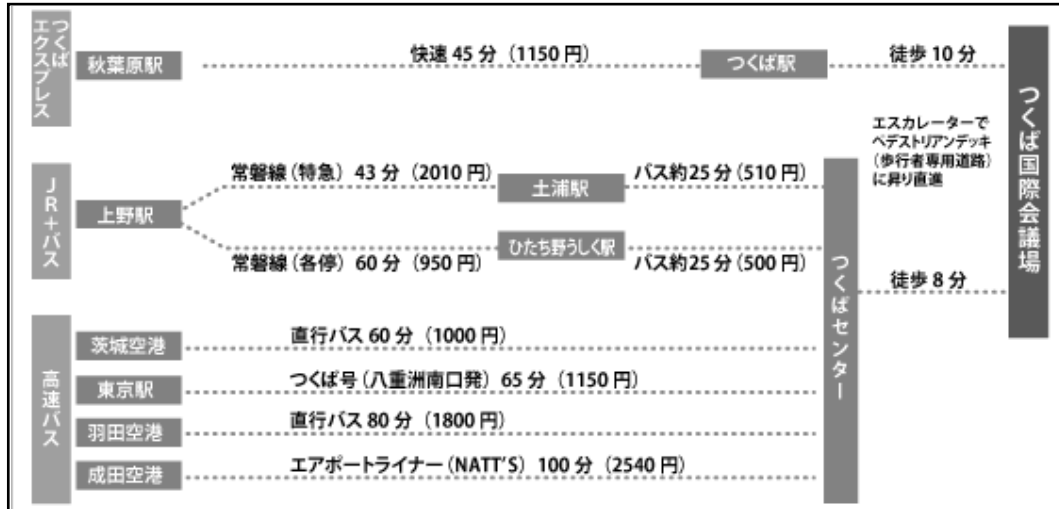 つくば
エクスプレス
秋葉原駅
快速 45 分（1150 円）
つくば駅
徒歩 10 分
つくば国際会議場
エスカレーターで
ペデストリアンデッキ
（歩行者専用道路）
に昇り直進
JR+バス
上野駅
常磐線（特急） 43 分（2010 円）
土浦駅
バス約 25 分（510 円）
常磐線（各停） 60 分（950 円）
ひたち野うしく駅
バス約 25 分（500 円）
つくばセンター
徒歩 8 分
高速バス
茨城空港
直行バス 60 分（1000 円）
東京駅
つくば号（八重洲南口発） 65 分（1150 円）
羽田空港
直行バス 80 分（1800 円）
成田空港
エアポートライナー（NATT'S） 100 分（2540 円）